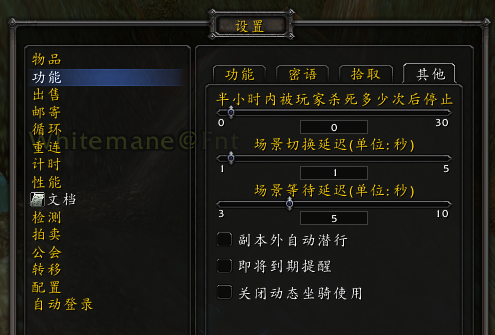 设置
物品
功能
出售
邮寄
循环
重连
计时
性能
文档
检测
拍卖
公会
转移
配置
自动登录
Whitemane@Fnt
功能 密语 拾取 其他
半小时内被玩家杀死多少次后停止
0 0 30
场景切换延迟(单位:秒)
1 1 5
场景等待延迟(单位:秒)
3 5 10
副本外自动潜行
即将到期提醒
关闭动态坐骑使用